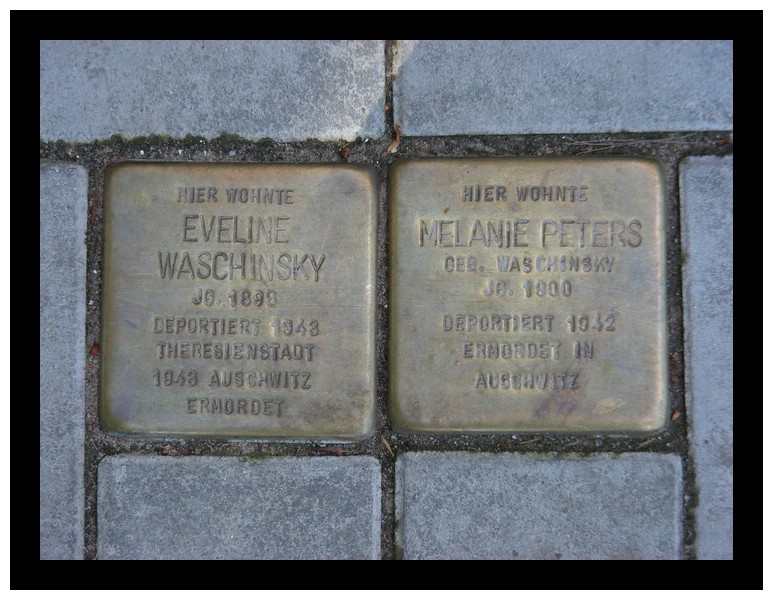 HIER WOHNTE
EVELINE
WASCHINSKY
JG. 1898
DEPORTIERT 1943
THERESIENSTADT
1943 AUSCHWITZ
ERMORDET
HIER WOHNTE
MELANIE PETERS
GEB. WASCHINSKY
JG. 1900
DEPORTIERT 1942
ERMORDET IN
AUSCHWITZ